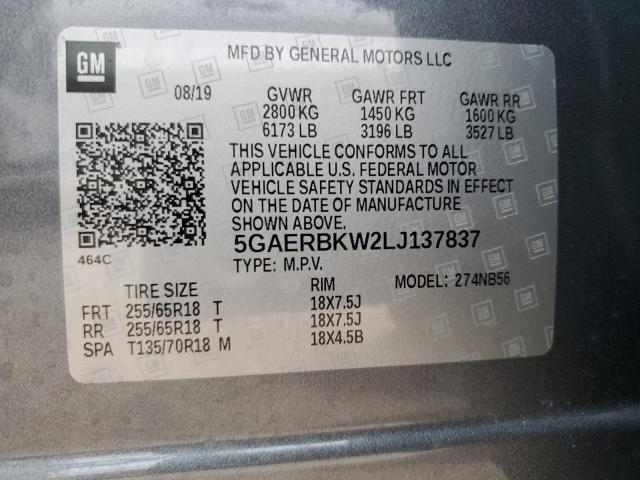 GM
MFD BY GENERAL MOTORS LLC
08/19 GVWR GAWR FRT GAWR RR
2800 KG 1450 KG 1600 KG
6173 LB 3196 LB 3527 LB
THIS VEHICLE CONFORMS TO ALL
APPLICABLE U.S. FEDERAL MOTOR
VEHICLE SAFETY STANDARDS IN EFFECT
ON THE DATE OF MANUFACTURE
SHOWN ABOVE.
5GAERBKW2LJ137837
464C
TYPE: M.P.V. MODEL: 274NB56
TIRE SIZE RIM
FRT 255/65R18 T 18X7.5J
RR 255/65R18 T 18X7.5J
SPA T135/70R18 M 18X4.5B